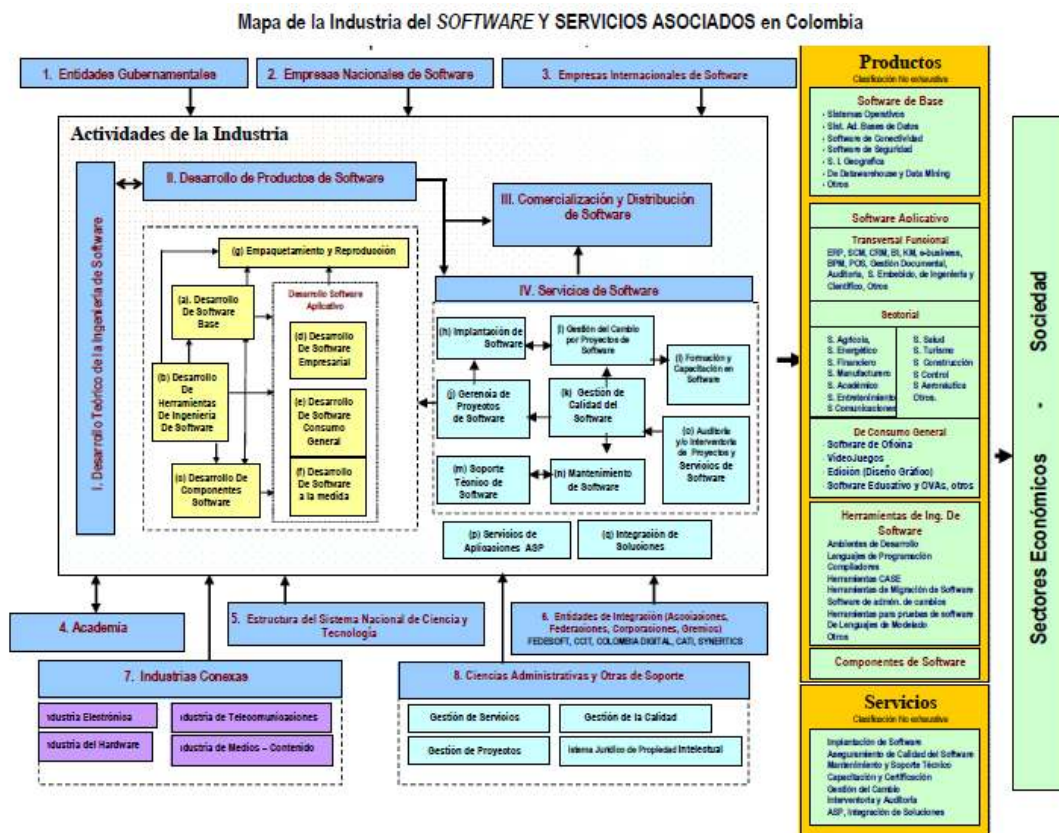 Mapa de la Industria del SOFTWARE Y SERVICIOS ASOCIADOS en Colombia
1. Entidades Gubernamentales
2. Empresas Nacionales de Software
3. Empresas Internacionales de Software
Actividades de la Industria
I. Desarrollo Teórico de la Ingeniería de Software
II. Desarrollo de Productos de Software
III. Comercialización y Distribución
de Software
(g) Empaquetamiento y Reproducción
(a). Desarrollo
De Software
Base
(b) Desarrollo
De
Herramientas
De Ingeniería
De Software
(c) Desarrollo De
Componentes
Software
Desarrollo Software
Aplicativo
(d) Desarrollo
De Software
Empresarial
(e) Desarrollo
De Software
Consumo
General
(f) Desarrollo
De Software
a la medida
IV. Servicios de Software
(h) Implantación de
Software
Gestión del Cambio
por Proyectos de
Software
Formación y
Capacitación en
Software
(j) Gerencia de
Proyectos
de Software
(k) Gestión de
Calidad del
Software
(o) Auditoría
y/o Interventoría
de Proyectos y
Servicios de
Software
(m) Soporte
Técnico de
Software
(n) Mantenimiento
de Software
(p) Servicios de
Aplicaciones ASP
(q) Integración de
Soluciones
4. Academia
5. Estructura del Sistema Nacional de Ciencia y
Tecnología
6. Entidades de Integración (Asociaciones,
Federaciones, Corporaciones, Gremios)
FEDESOFT, CCIT, COLOMBIA DIGITAL, CATI, SYNERTICS
7. Industrias Conexas
Industria Electrónica
Industria de Telecomunicaciones
Industria del Hardware
Industria de Medios – Contenido
8. Ciencias Administrativas y Otras de Soporte
Gestión de Servicios
Gestión de la Calidad
Gestión de Proyectos
Sistema Jurídico de Propiedad Intelectual
Productos
Clasificación No exhaustiva
Software de Base
· Sistemas Operativos
· Sist. Ad. Bases de Datos
· Software de Conectividad
· Software de Seguridad
· S. I. Geografica
· De Datawarehouse y Data Mining
· Otros
Software Aplicativo
Transversal Funcional
ERP, SCM, CRM, BI, KM, e-business,
BPM, POS, Gestión Documental,
Auditoría, S. Embebido, de Ingeniería y
Científico, Otros
Sectorial
S. Agrícola,
S. Energético
S. Financiero
S. Manufacturero
S. Académico
S. Entretenimiento
S Comunicaciones
S. Salud
S. Turismo
S Construcción
S Control
S Aeronáutica
Otros.
De Consumo General
· Software de Oficina
· VideoJuegos
· Edición (Diseño Gráfico)
· Software Educativo y OVAs, otros
Herramientas de Ing. De
Software
Ambientes de Desarrollo
Lenguajes de Programación
Compiladores
Herramientas CASE
Herramientas de Migración de Software
Software de admón. de cambios
Herramientas para pruebas de software
De Lenguajes de Modelado
Otros
Componentes de Software
Servicios
Clasificación No exhaustiva
Implantación de Software
Aseguramiento de Calidad del Software
Mantenimiento y Soporte Técnico
Capacitación y Certificación
Gestión del Cambio
Interventoría y Auditoría
ASP, Integración de Soluciones
Sectores Económicos - Sociedad